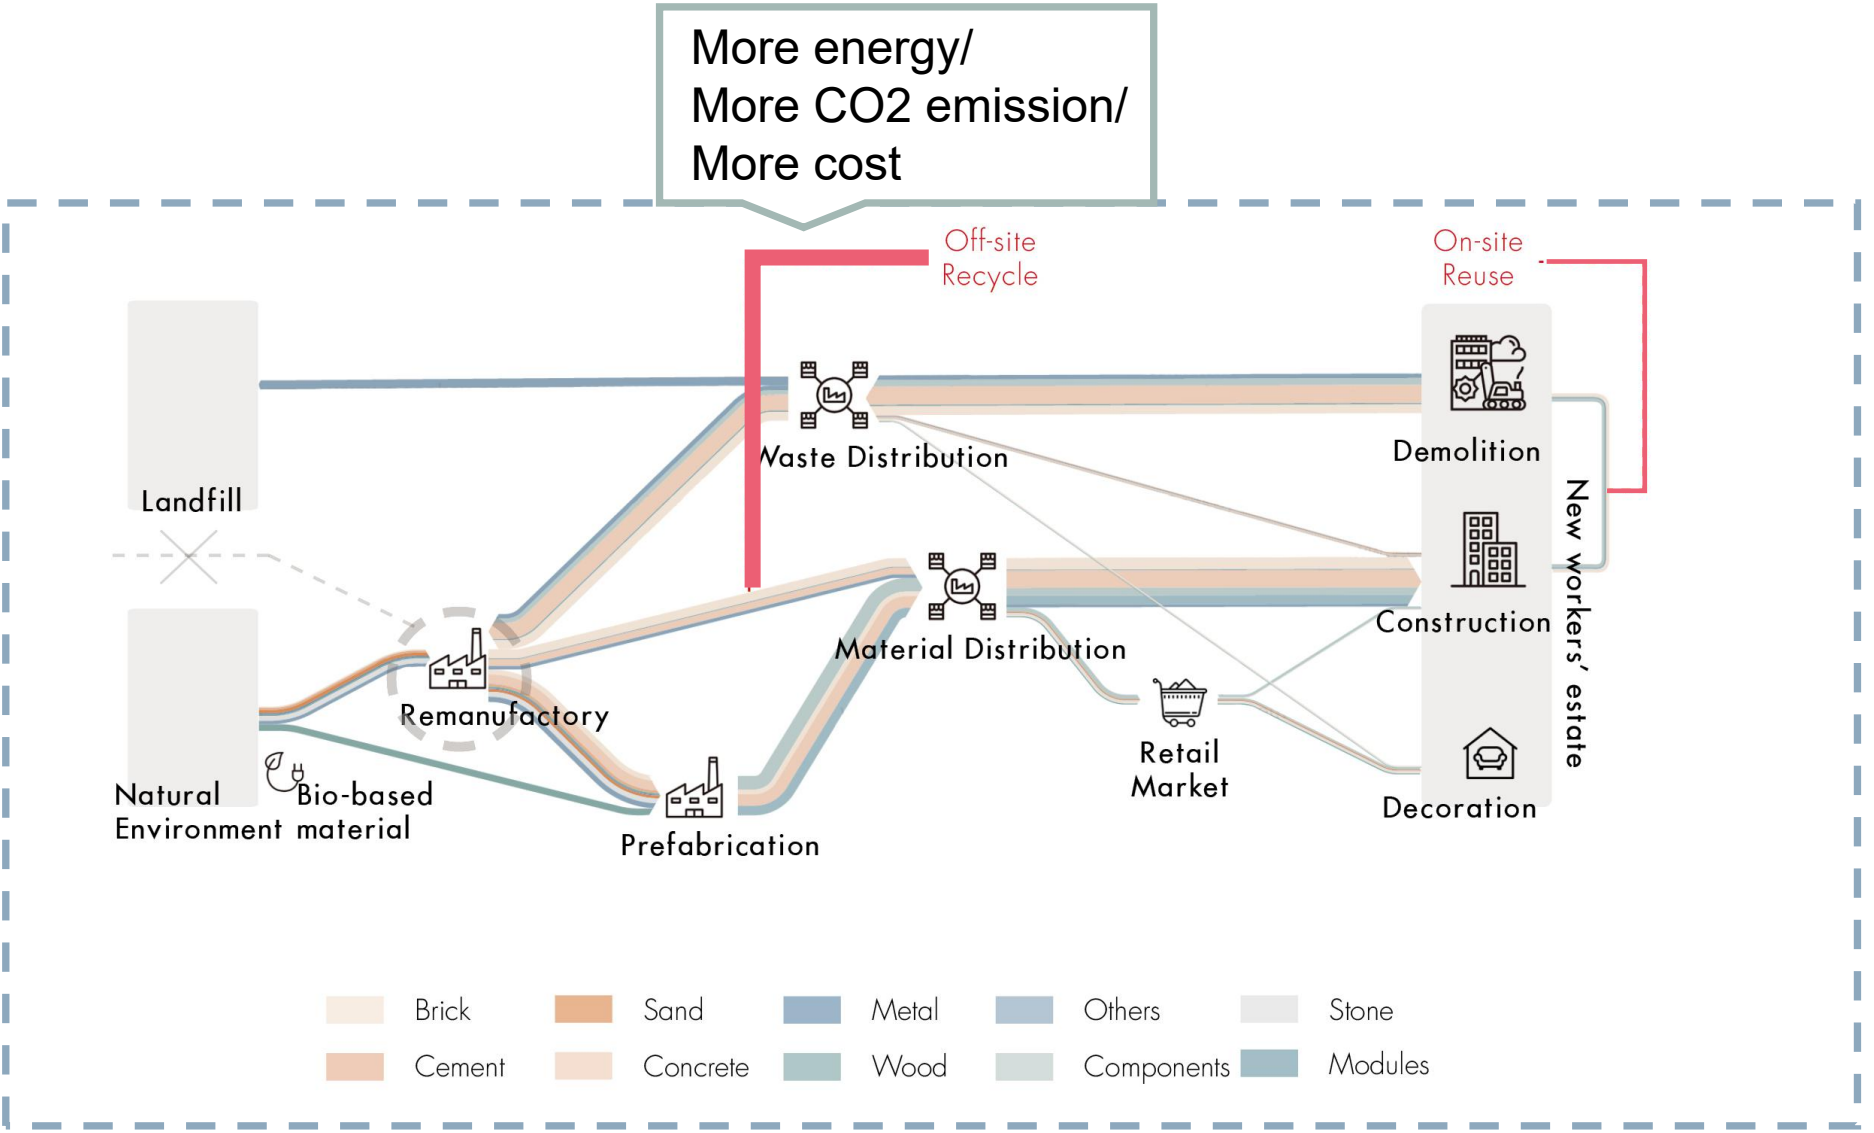 More energy/
More CO2 emission/
More cost
Off-site
Recycle
On-site
Reuse
Landfill
Waste Distribution
Demolition
New workers' estate
Construction
Material Distribution
Remanufactory
Natural
Environment
Bio-based
material
Prefabrication
Retail
Market
Decoration
Brick
Sand
Metal
Others
Stone
Cement
Concrete
Wood
Components
Modules